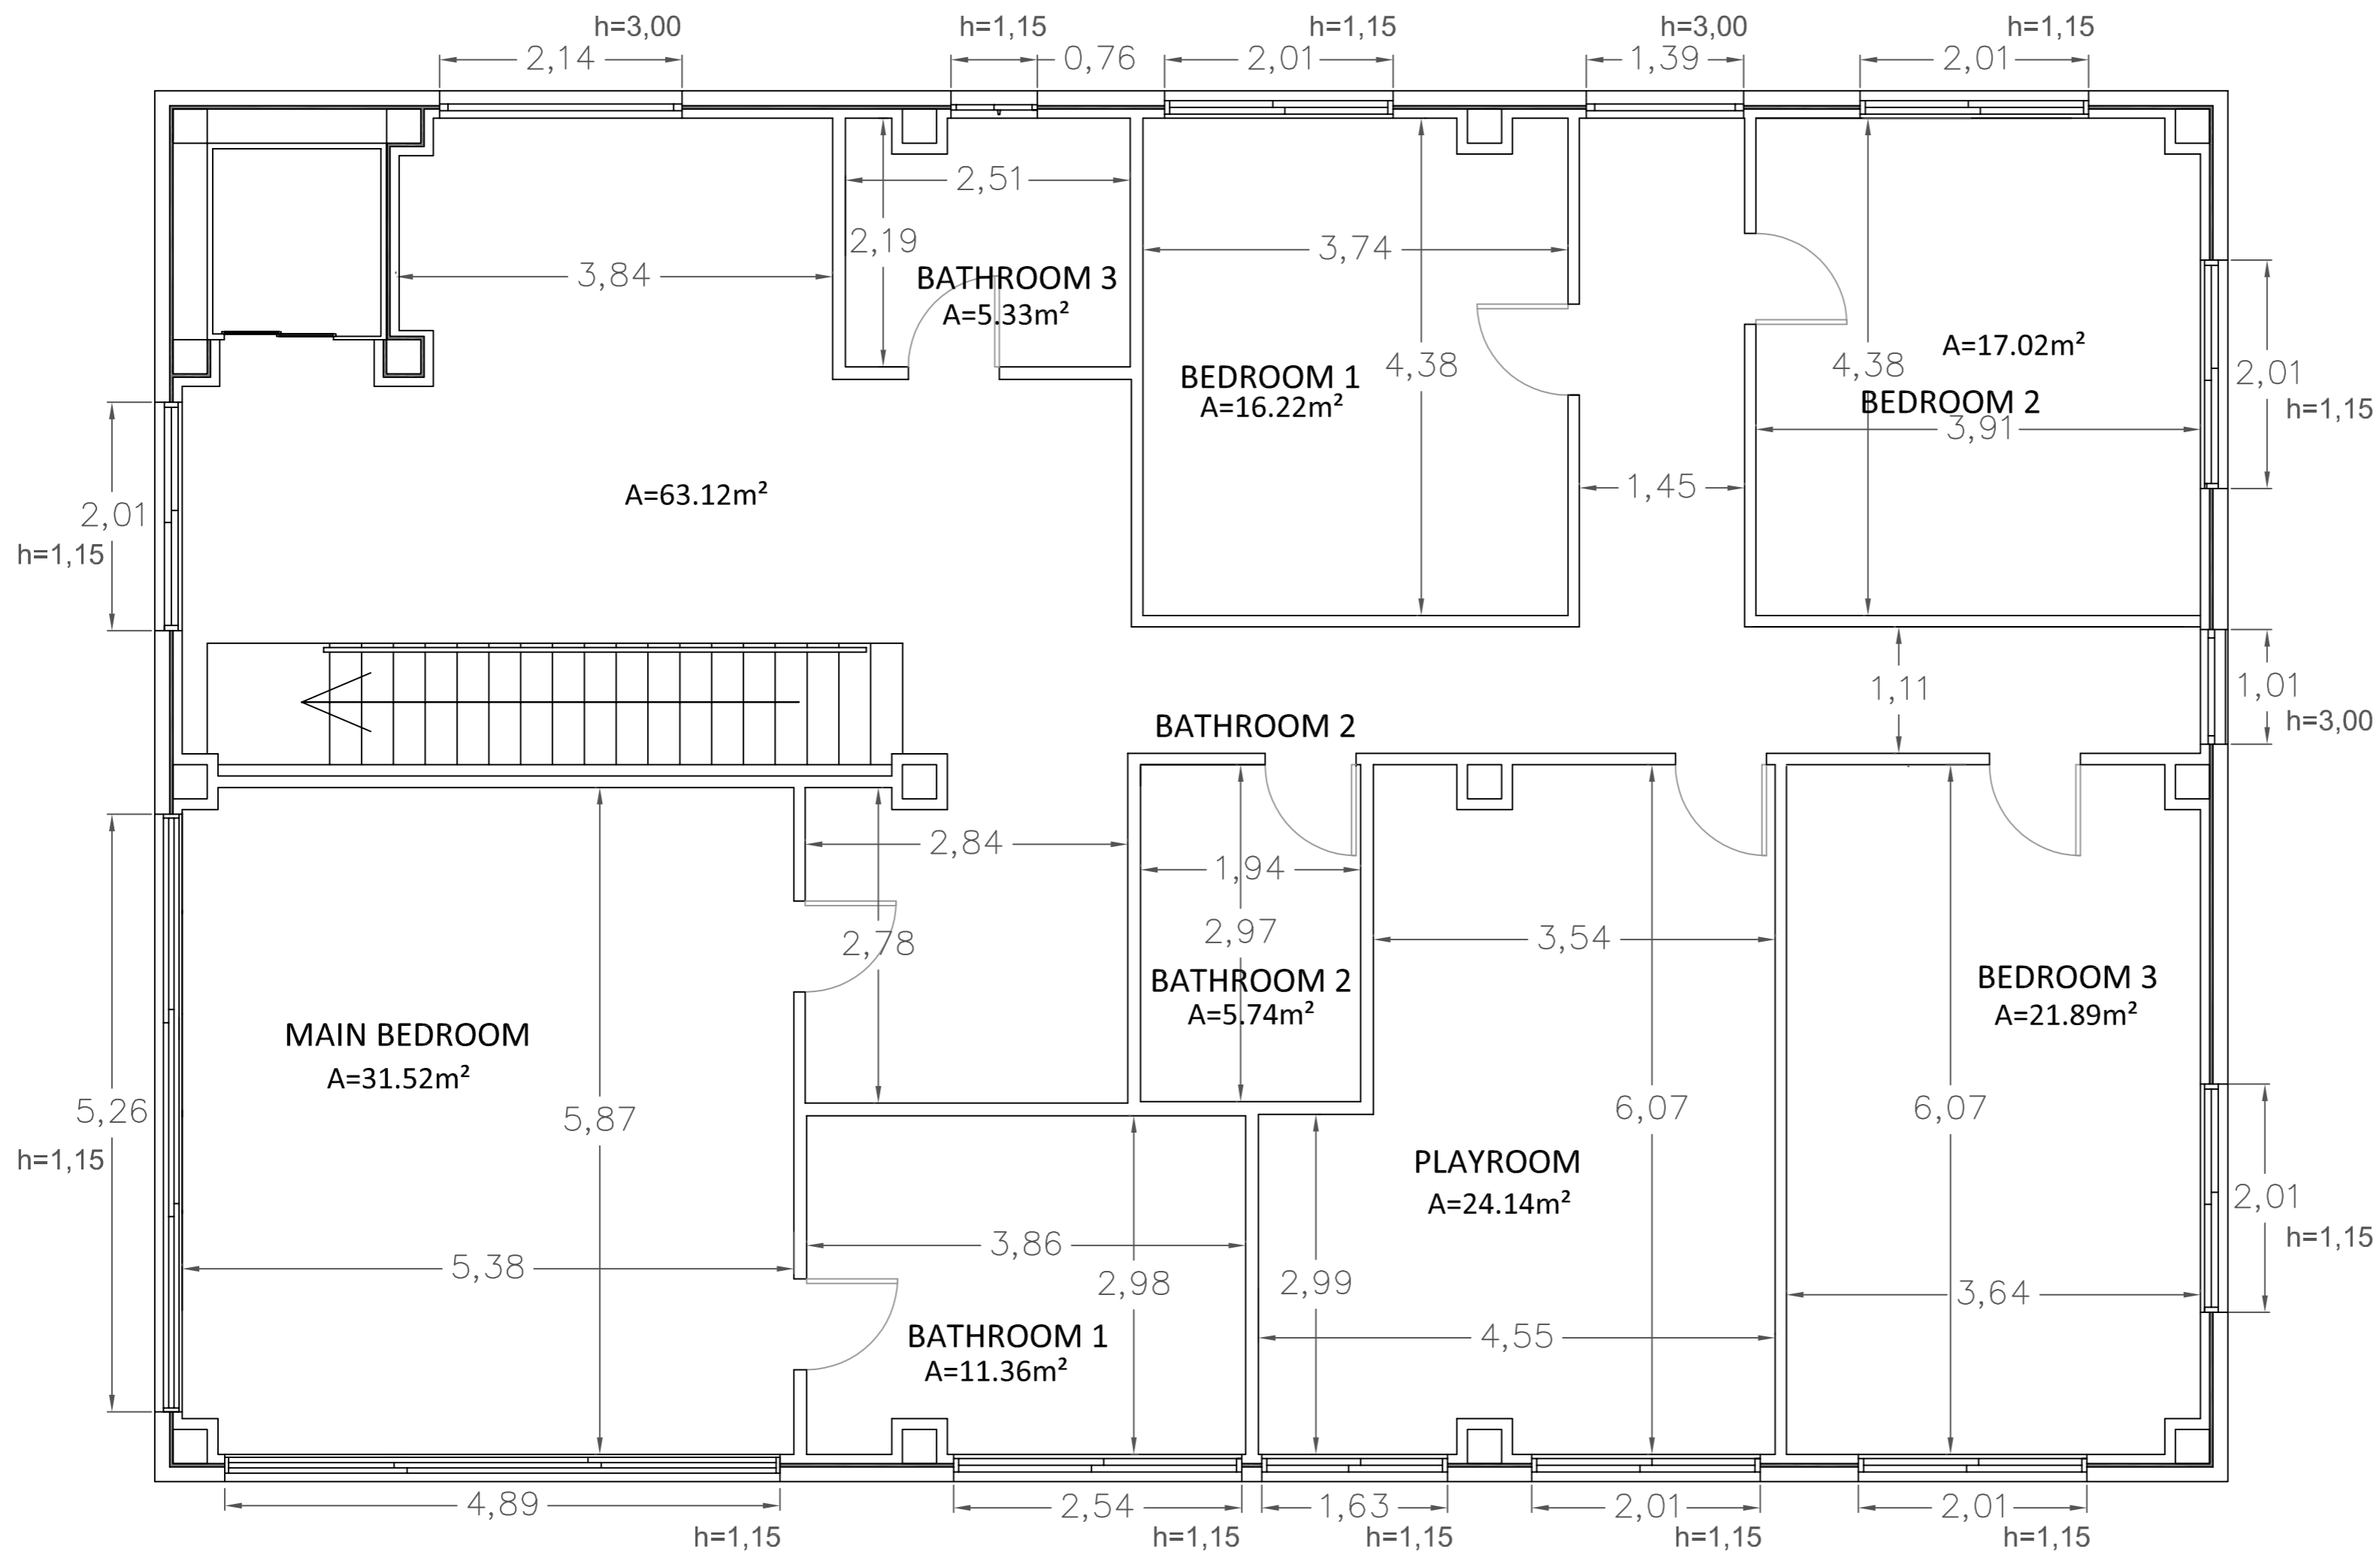 h=3,00
h=1,15
h=1,15
h=3,00
h=1,15
2,14
0,76
2,01
1,39
2,01
2,51
2,19
3,84
3,74
BATHROOM 3
A=5.33m²
4,38
BEDROOM 1
A=16.22m²
A=17.02m²
4,38
BEDROOM 2
3,91
2,01
h=1,15
A=63.12m²
1,45
2,01
h=1,15
1,11
1,01
h=3,00
BATHROOM 2
2,84
1,94
2,78
2,97
3,54
BATHROOM 2
A=5.74m²
BEDROOM 3
A=21.89m²
MAIN BEDROOM
A=31.52m²
5,26
h=1,15
5,87
6,07
6,07
PLAYROOM
A=24.14m²
2,01
h=1,15
3,86
5,38
2,98
2,99
3,64
BATHROOM 1
A=11.36m²
4,55
4,89
2,54
1,63
2,01
2,01
h=1,15
h=1,15
h=1,15
h=1,15
h=1,15